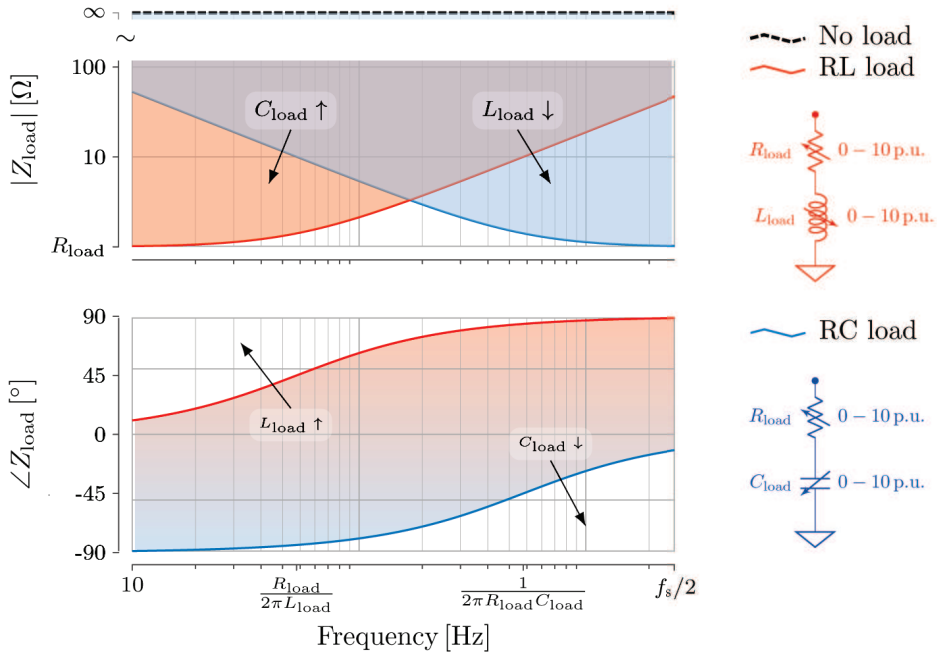 ∞
~
100
10
R_load
|Z_load| [Ω]
C_load ↑
L_load ↓
90
45
0
-45
-90
∠Z_load [°]
L_load ↑
C_load ↓
10
R_load / 2πL_load
1 / 2πR_load C_load
f_s/2
Frequency [Hz]
No load
RL load
R_load 0 – 10 p.u.
L_load 0 – 10 p.u.
RC load
R_load 0 – 10 p.u.
C_load 0 – 10 p.u.